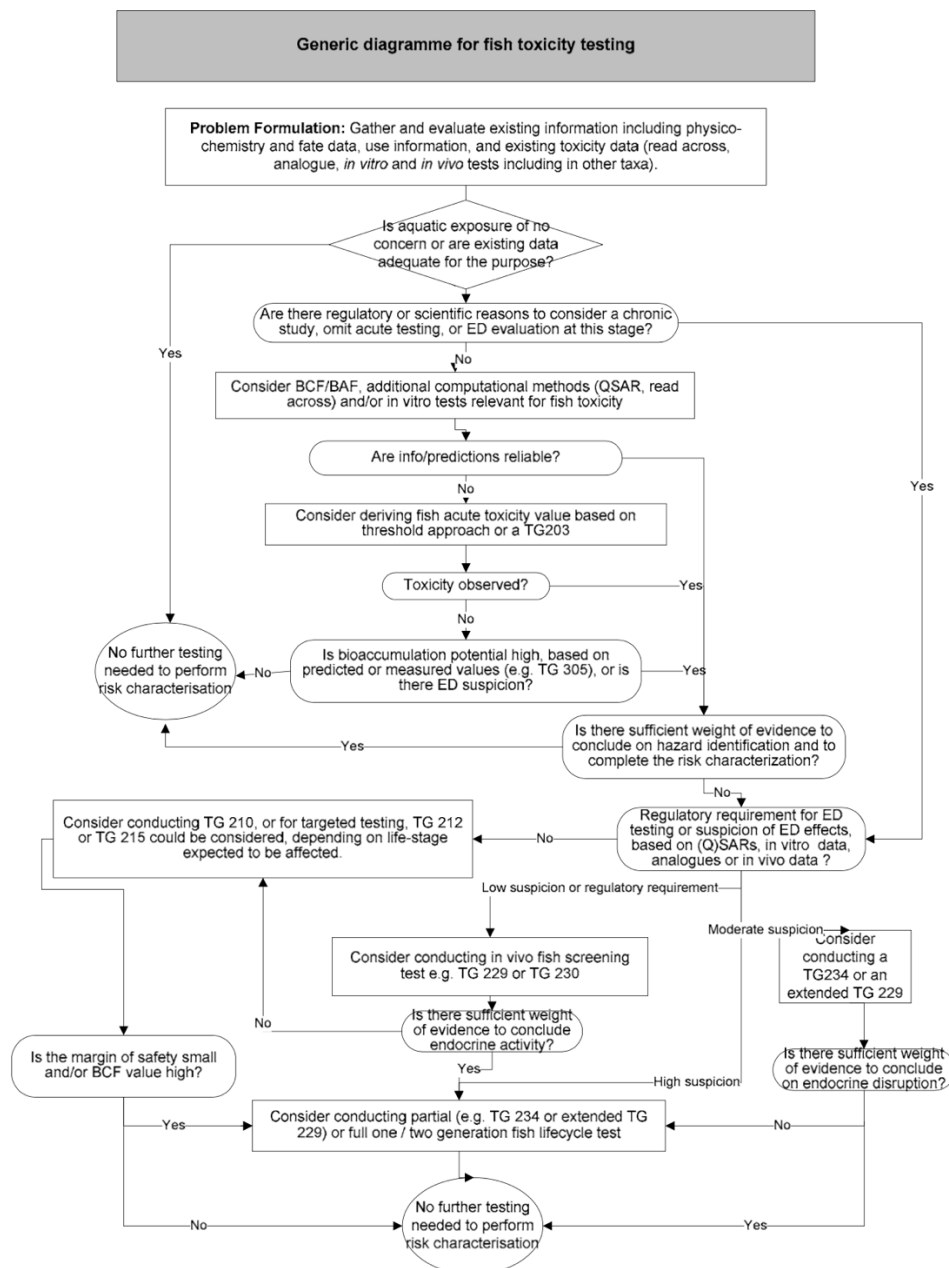 Generic diagramme for fish toxicity testing
Problem Formulation: Gather and evaluate existing information including physico-
chemistry and fate data, use information, and existing toxicity data (read across,
analogue, in vitro and in vivo tests including in other taxa).
Is aquatic exposure of no
concern or are existing data
adequate for the purpose?
Are there regulatory or scientific reasons to consider a chronic
study, omit acute testing, or ED evaluation at this stage?
Yes
No
Consider BCF/BAF, additional computational methods (QSAR, read
across) and/or in vitro tests relevant for fish toxicity
Are info/predictions reliable?
Yes
No
Consider deriving fish acute toxicity value based on
threshold approach or a TG203
Toxicity observed?
Yes
No
No further testing
needed to perform
risk characterisation
No
Is bioaccumulation potential high, based on
predicted or measured values (e.g. TG 305), or is
there ED suspicion?
Yes
Is there sufficient weight of evidence to
conclude on hazard identification and to
complete the risk characterization?
Yes
No
Consider conducting TG 210, or for targeted testing, TG 212
or TG 215 could be considered, depending on life-stage
expected to be affected.
No
Regulatory requirement for ED
testing or suspicion of ED effects,
based on (Q)SARs, in vitro data,
analogues or in vivo data ?
Low suspicion or regulatory requirement
Moderate suspicion
Consider conducting in vivo fish screening
test e.g. TG 229 or TG 230
Consider
conducting a
TG234 or an
extended TG 229
No
Is there sufficient weight
of evidence to conclude
endocrine activity?
Is the margin of safety small
and/or BCF value high?
Yes
High suspicion
Is there sufficient weight
of evidence to conclude
on endocrine disruption?
Yes
Consider conducting partial (e.g. TG 234 or extended TG
229) or full one / two generation fish lifecycle test
No
No
No further testing
needed to perform
risk characterisation
Yes